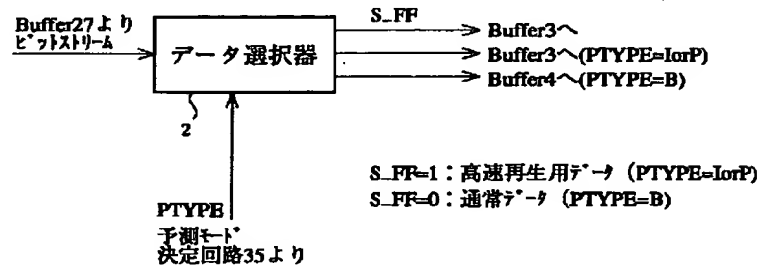 Buffer27より
ビットストリーム
データ選択器
2
S_FF
Buffer3へ
Buffer3へ(PTYPE=IorP)
Buffer4へ(PTYPE=B)
PTYPE
予測モード
決定回路35より
S_FF=1：高速再生用データ (PTYPE=IorP)
S_FF=0：通常データ (PTYPE=B)